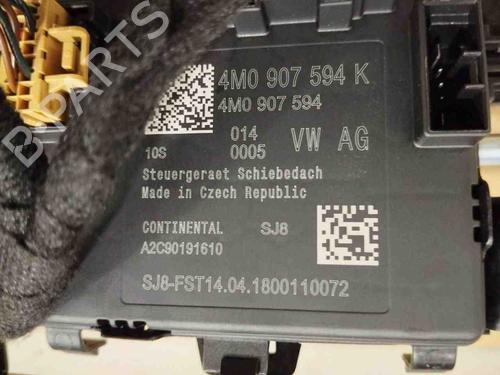 4M0 907 594 K
4M0 907 594
014 VW AG
10S 0005
Steuergeraet Schiebedach
Made in Czech Republic
CONTINENTAL SJ8
A2C90191610
SJ8-FST14.04.1800110072
B PARTS